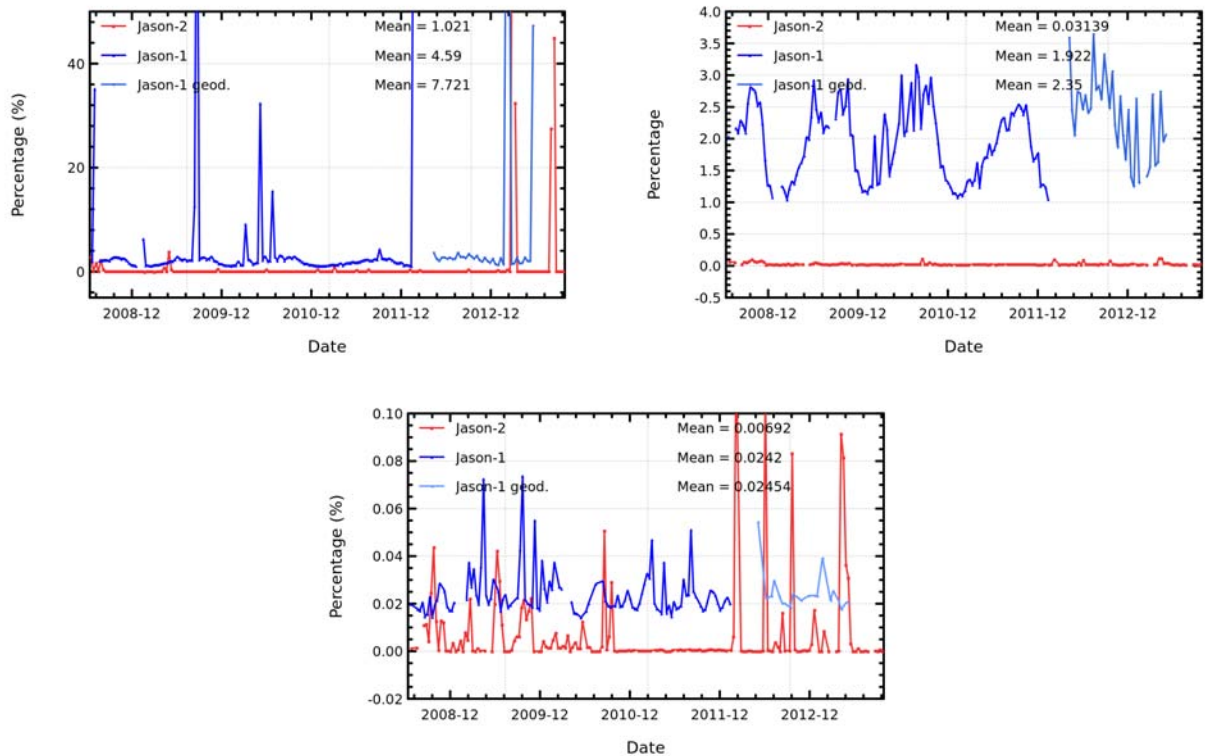 Percentage (%)
40
20
0
Jason-2 Mean = 1.021
Jason-1 Mean = 4.59
Jason-1 geod. Mean = 7.721
2008-12 2009-12 2010-12 2011-12 2012-12
Date
Percentage
4.0
3.5
3.0
2.5
2.0
1.5
1.0
0.5
0.0
-0.5
Jason-2 Mean = 0.03139
Jason-1 Mean = 1.922
Jason-1 geod. Mean = 2.35
2008-12 2009-12 2010-12 2011-12 2012-12
Date
Percentage (%)
0.10
0.08
0.06
0.04
0.02
0.00
-0.02
Jason-2 Mean = 0.00692
Jason-1 Mean = 0.0242
Jason-1 geod. Mean = 0.02454
2008-12 2009-12 2010-12 2011-12 2012-12
Date